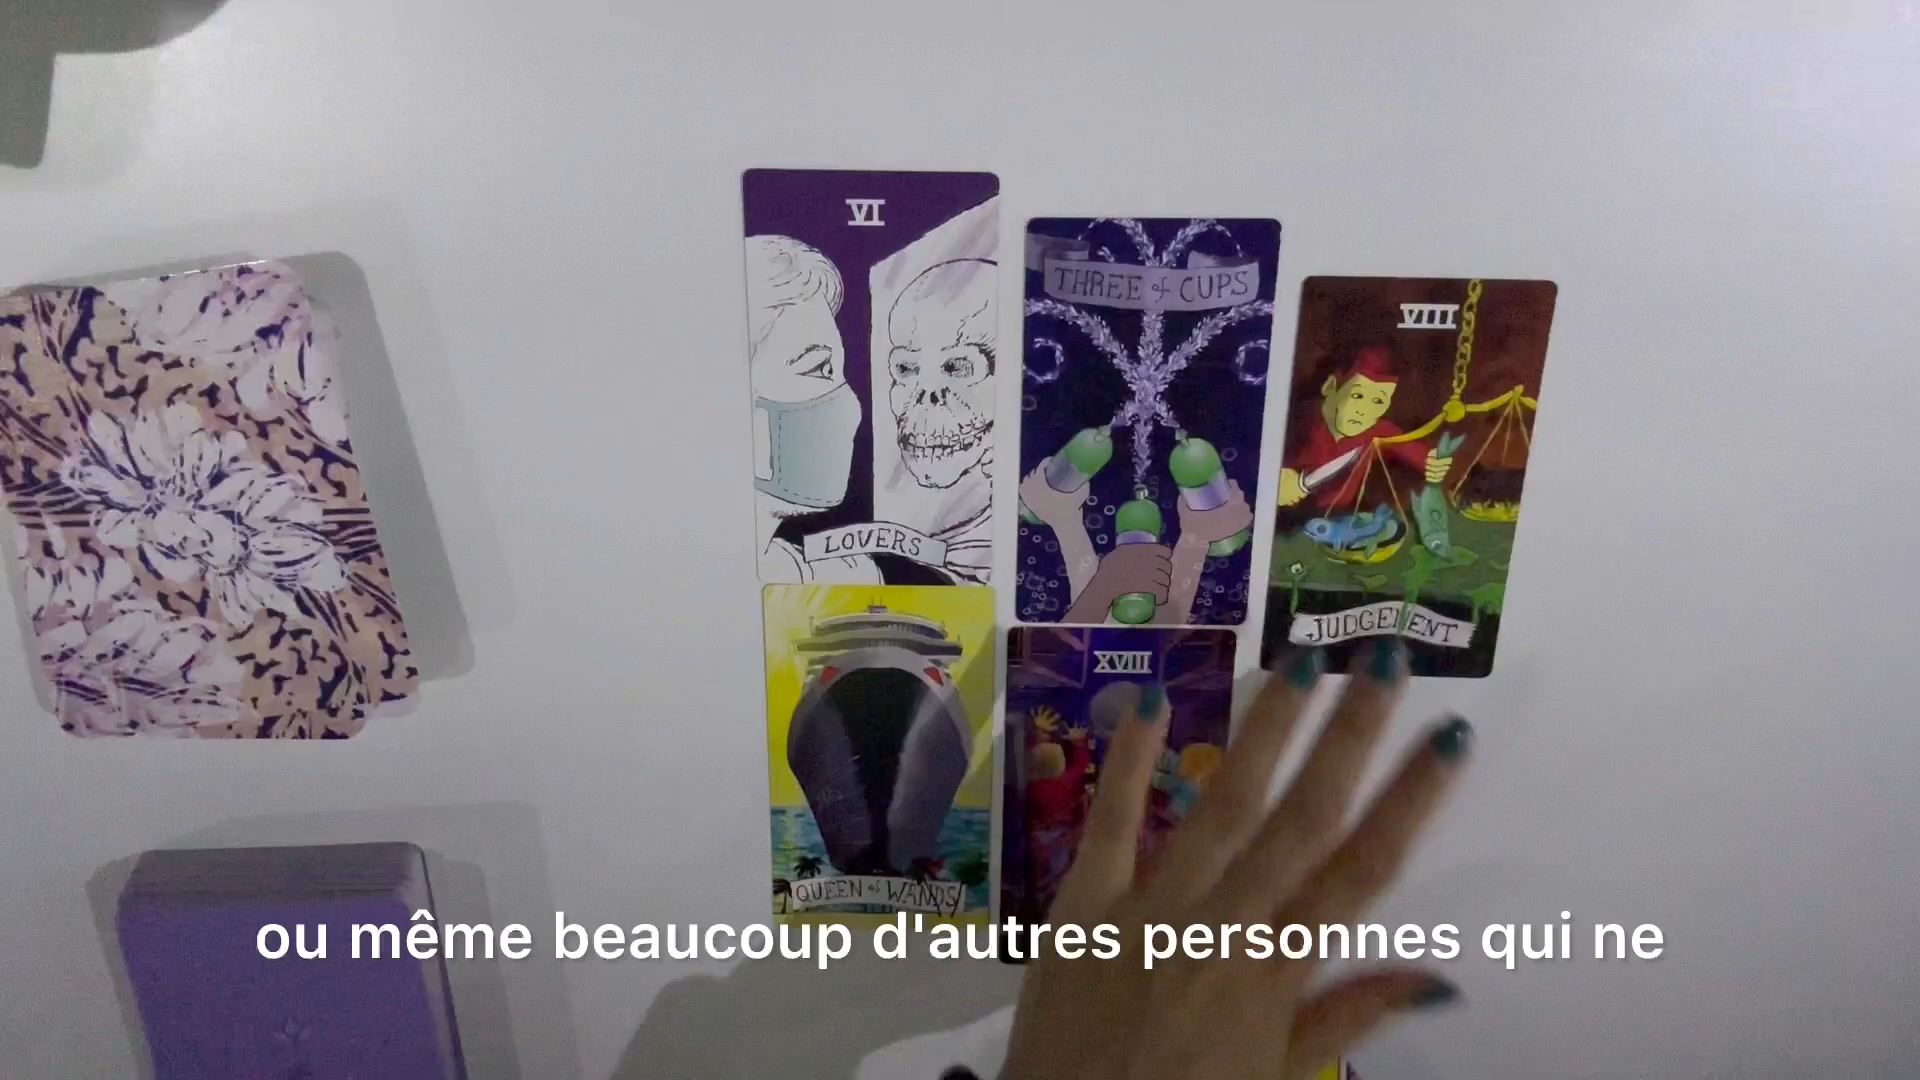 VI
LOVERS
THREE of CUPS
VIII
JUDGEMENT
QUEEN of WANDS
XVIII
ou même beaucoup d'autres personnes qui ne